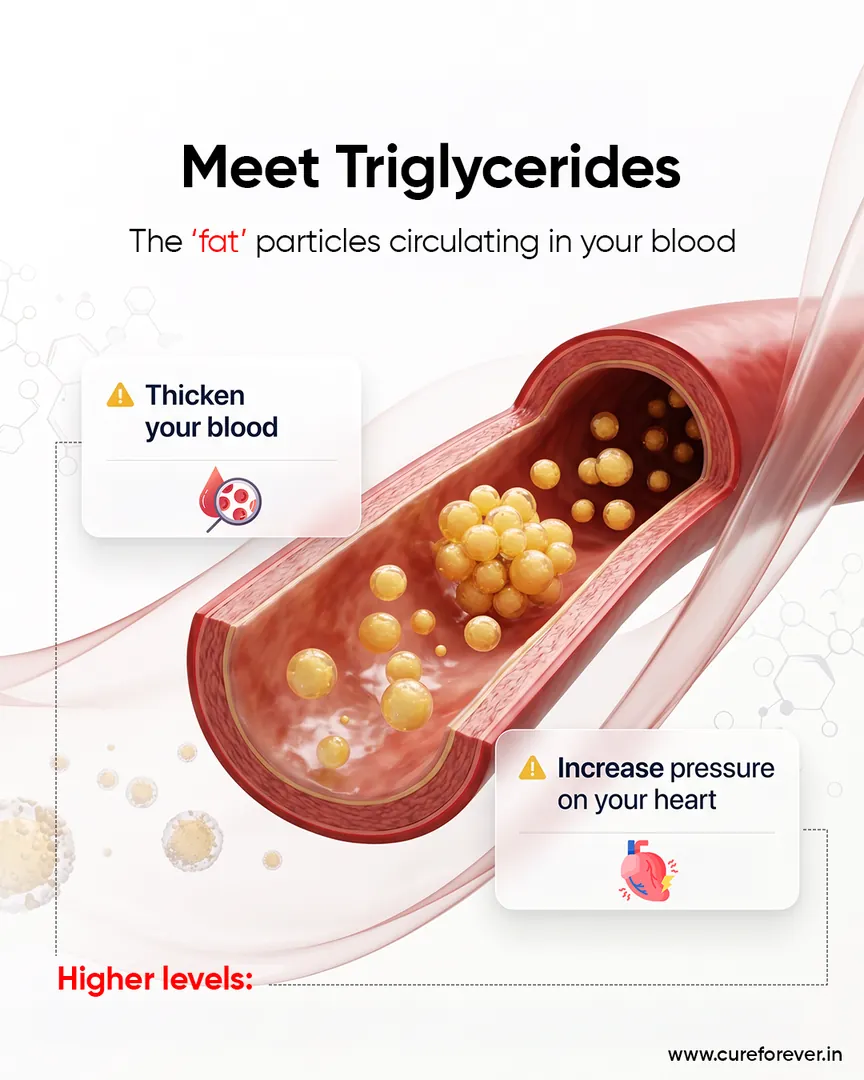 Meet Triglycerides
The ‘fat’ particles circulating in your blood
Thicken
your blood
Increase pressure
on your heart
Higher levels:
www.cureforever.in